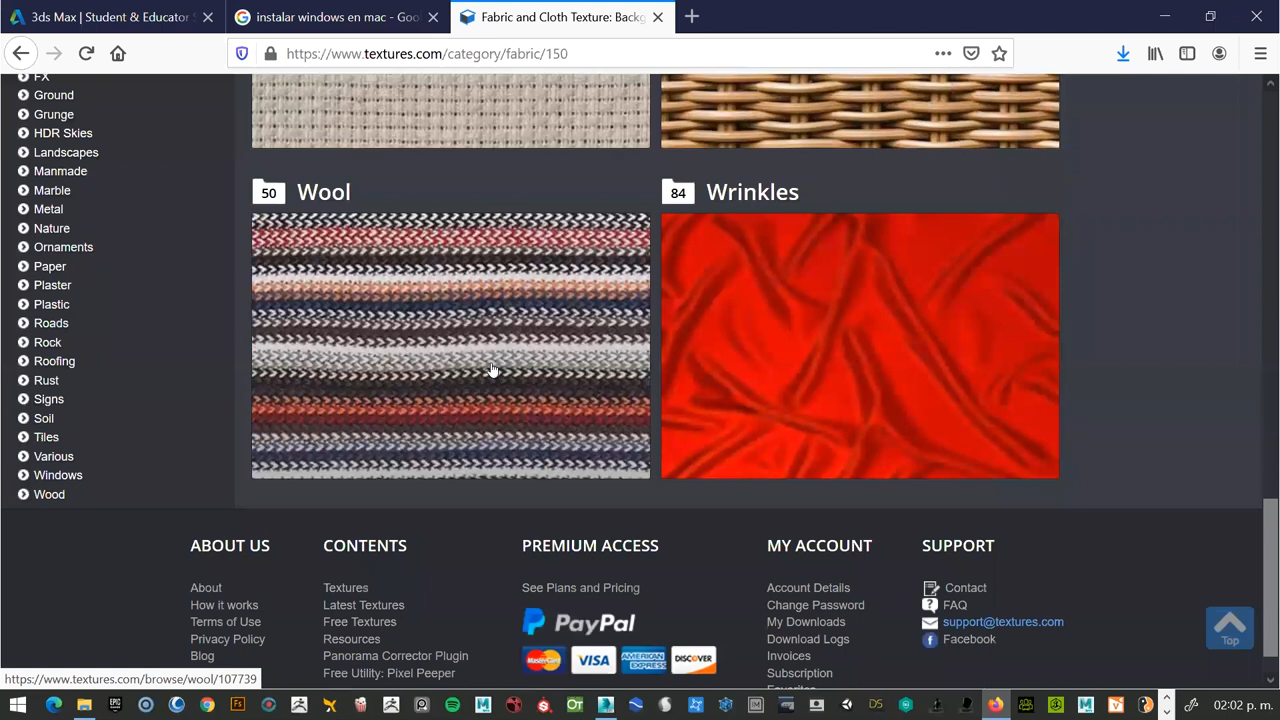 3ds Max | Student & Educator S
instalar windows en mac - Goo
Fabric and Cloth Texture: Backg
https://www.textures.com/category/fabric/150
FX
Ground
Grunge
HDR Skies
Landscapes
Manmade
Marble
Metal
Nature
Ornaments
Paper
Plaster
Plastic
Roads
Rock
Roofing
Rust
Signs
Soil
Tiles
Various
Windows
Wood
50 Wool
84 Wrinkles
ABOUT US
About
How it works
Terms of Use
Privacy Policy
Blog
CONTENTS
Textures
Latest Textures
Free Textures
Resources
Panorama Corrector Plugin
Free Utility: Pixel Peeper
PREMIUM ACCESS
See Plans and Pricing
PayPal
MasterCard VISA AMERICAN EXPRESS DISCOVER
MY ACCOUNT
Account Details
Change Password
My Downloads
Download Logs
Invoices
Subscription
SUPPORT
Contact
FAQ
support@textures.com
Facebook
Top
https://www.textures.com/browse/wool/107739
02:02 p. m.